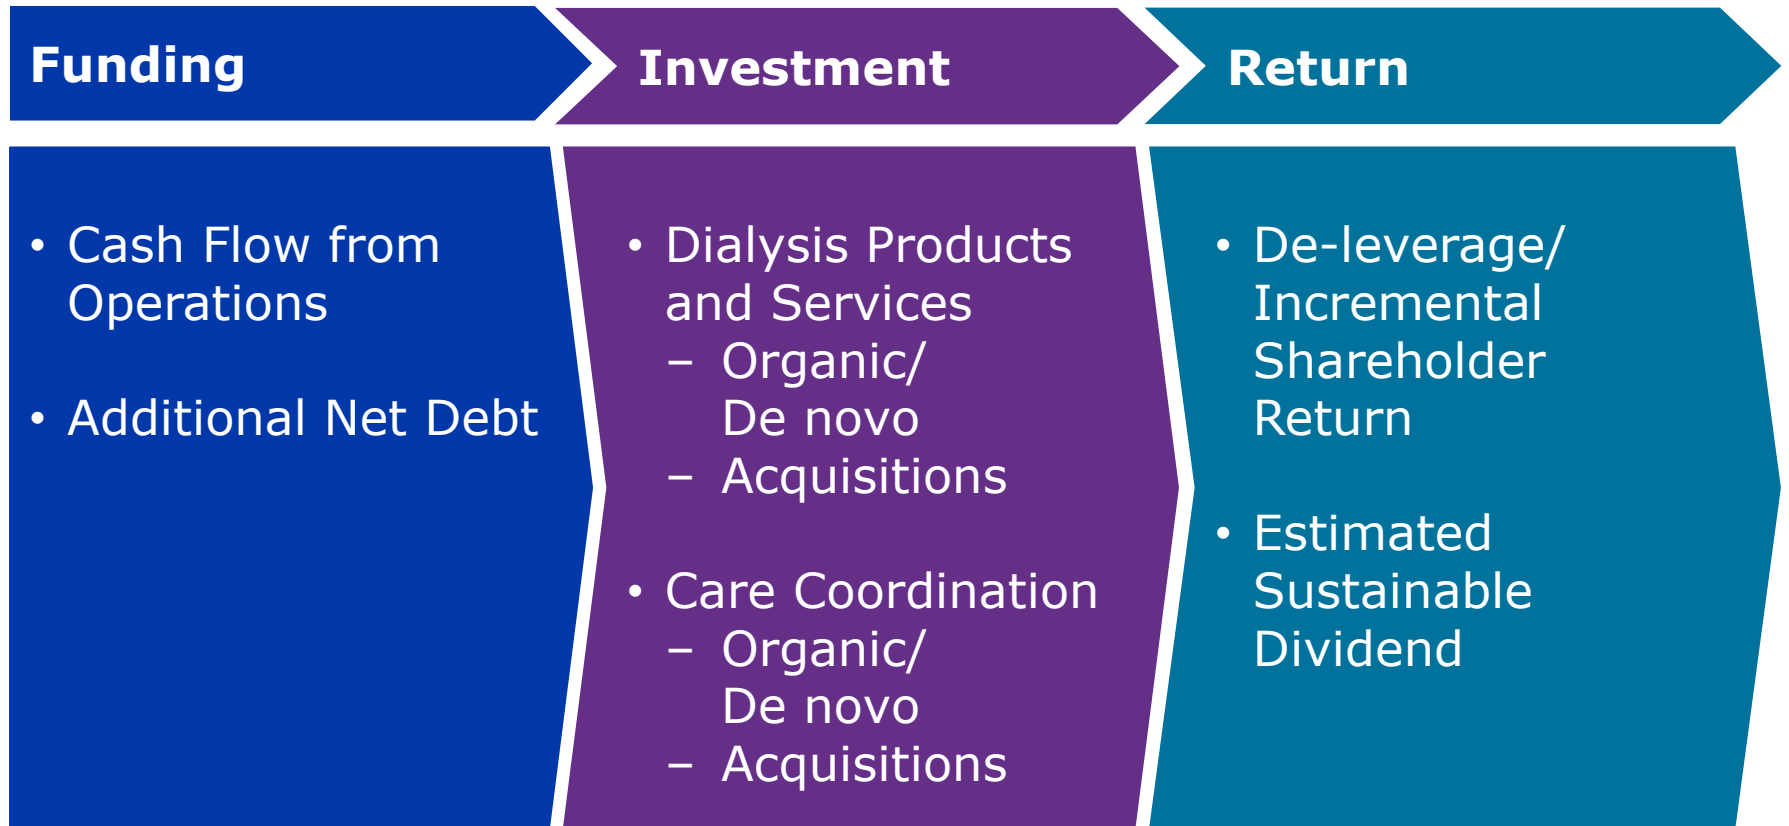 Funding
• Cash Flow from
Operations
• Additional Net Debt
Investment
• Dialysis Products
and Services
– Organic/
De novo
– Acquisitions
• Care Coordination
– Organic/
De novo
– Acquisitions
Return
• De-leverage/
Incremental
Shareholder
Return
• Estimated
Sustainable
Dividend